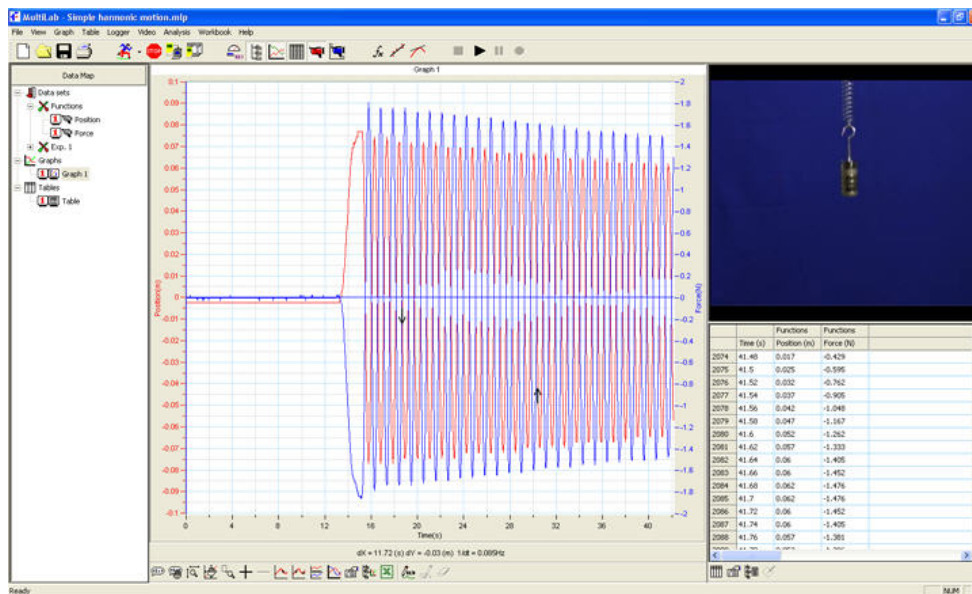 MultiLab - Simple harmonic motion.mlp
File View Graph Table Logger Video Analysis Workbook Help
Data Map
Data sets
Functions
Position
Force
Exp. 1
Graphs
Graph 1
Tables
Table
Graph 1
0.1
0.09
0.08
0.07
0.06
0.05
0.04
0.03
0.02
0.01
0
-0.01
-0.02
-0.03
-0.04
-0.05
-0.06
-0.07
-0.08
-0.09
-0.1
Position(m)
2
1.8
1.6
1.4
1.2
1
0.8
0.6
0.4
0.2
0
-0.2
-0.4
-0.6
-0.8
-1
-1.2
-1.4
-1.6
-1.8
-2
Force(N)
0 4 8 12 16 20 24 28 32 36 40
Time(s)
dX = 11.72 (s) dY = -0.03 (m) 1/dt = 0.085Hz
Functions Functions
Time (s) Position (m) Force (N)
2074 41.48 0.017 -0.429
2075 41.5 0.025 -0.595
2076 41.52 0.032 -0.762
2077 41.54 0.037 -0.905
2078 41.56 0.042 -1.048
2079 41.58 0.047 -1.167
2080 41.6 0.052 -1.262
2081 41.62 0.057 -1.333
2082 41.64 0.06 -1.405
2083 41.66 0.06 -1.452
2084 41.68 0.062 -1.476
2085 41.7 0.062 -1.476
2086 41.72 0.06 -1.452
2087 41.74 0.06 -1.405
2088 41.76 0.057 -1.381
Ready
NUM